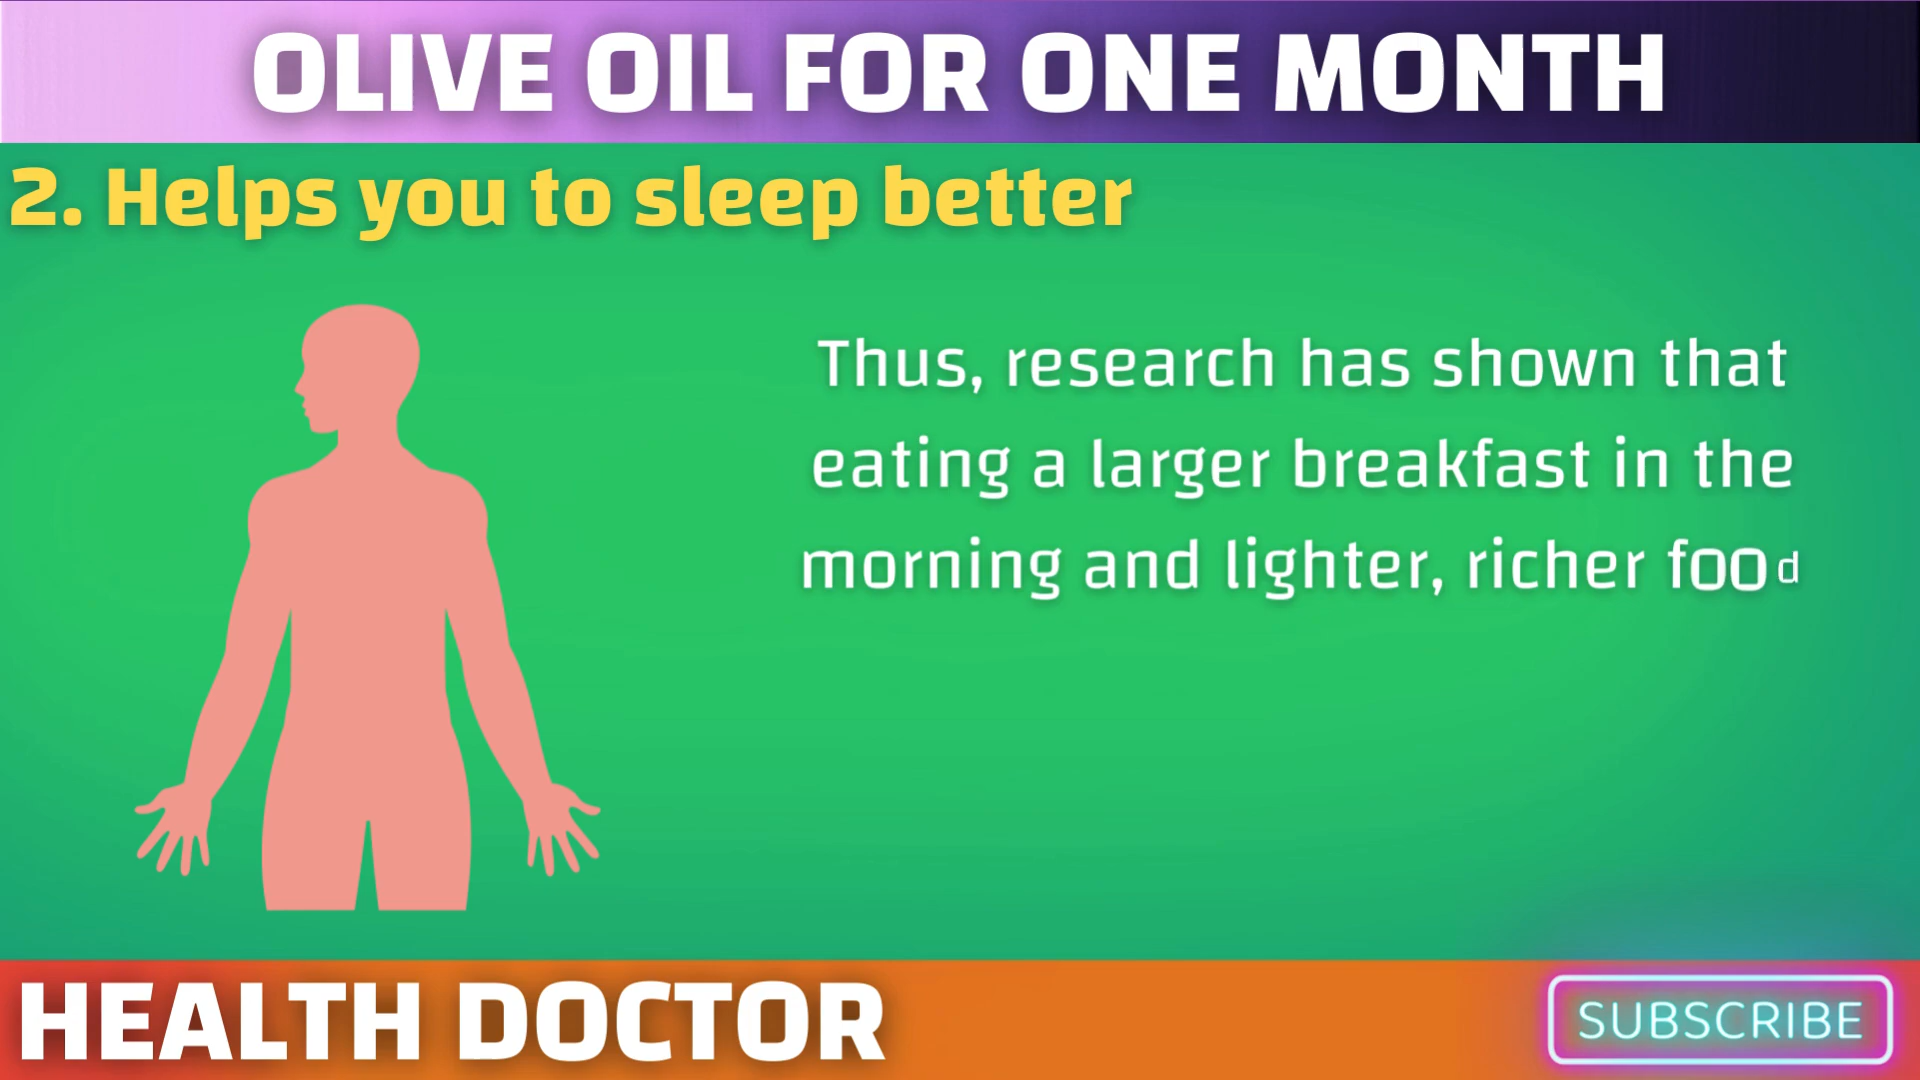 OLIVE OIL FOR ONE MONTH
2. Helps you to sleep better
Thus, research has shown that
eating a larger breakfast in the
morning and lighter, richer food
HEALTH DOCTOR
SUBSCRIBE